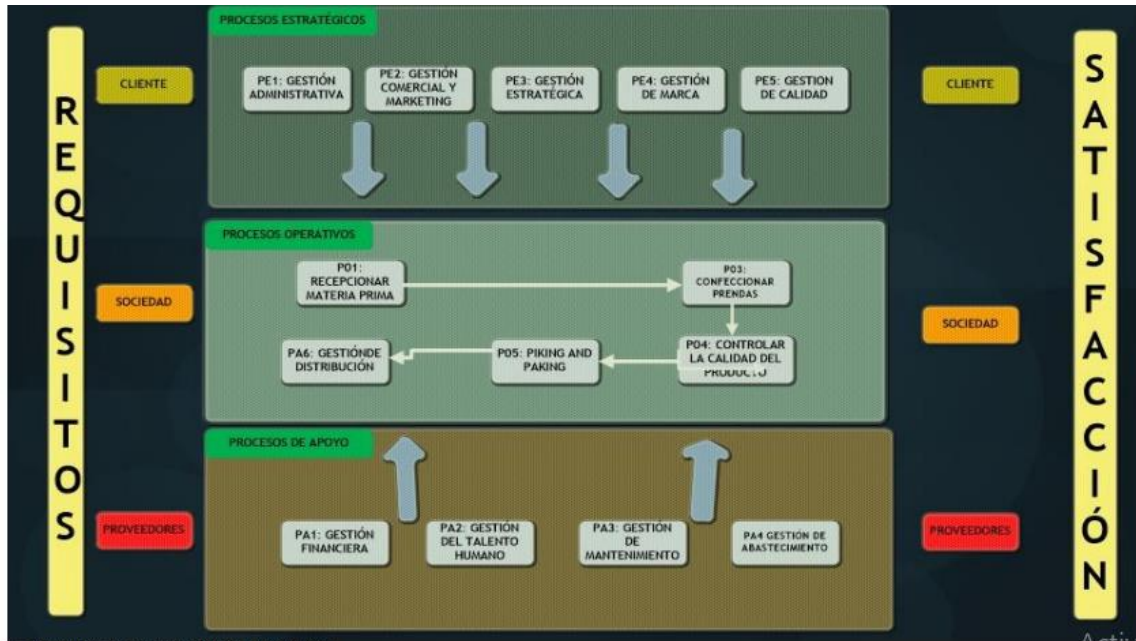 REQUISITOS
PROCESOS ESTRATÉGICOS
CLIENTE
PE1: GESTIÓN
ADMINISTRATIVA
PE2: GESTIÓN
COMERCIAL Y
MARKETING
PE3: GESTIÓN
ESTRATÉGICA
PE4: GESTIÓN
DE MARCA
PE5: GESTION
DE CALIDAD
CLIENTE
PROCESOS OPERATIVOS
SOCIEDAD
P01:
RECEPCIONAR
MATERIA PRIMA
P03:
CONFECCIONAR
PRENDAS
PA6: GESTIÓNDE
DISTRIBUCIÓN
P05: PIKING AND
PAKING
P04: CONTROLAR
LA CALIDAD DEL
PRODUCTO
SOCIEDAD
PROCESOS DE APOYO
PROVEEDORES
PA1: GESTIÓN
FINANCIERA
PA2: GESTIÓN
DEL TALENTO
HUMANO
PA3: GESTIÓN
DE
MANTENIMIENTO
PA4 GESTIÓN DE
ABASTECIMIENTO
PROVEEDORES
SATISFACCIÓN